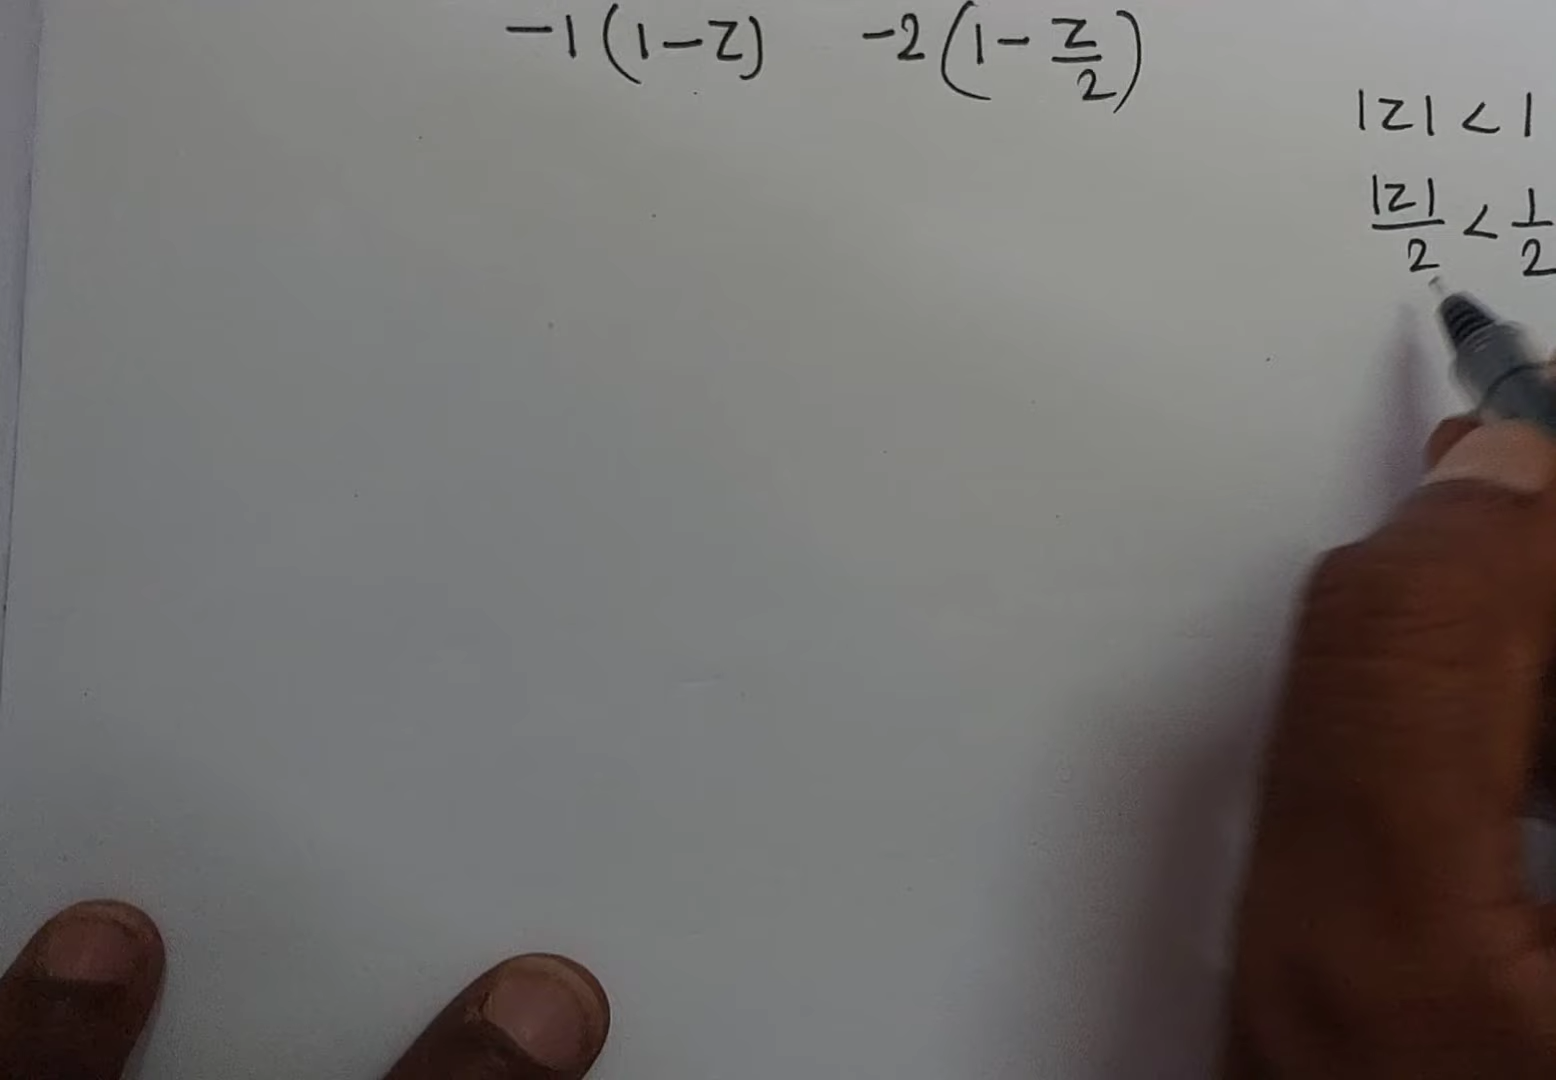 -1(1-z) -2(1-z/2)
|z| < 1
|z|/2 < 1/2